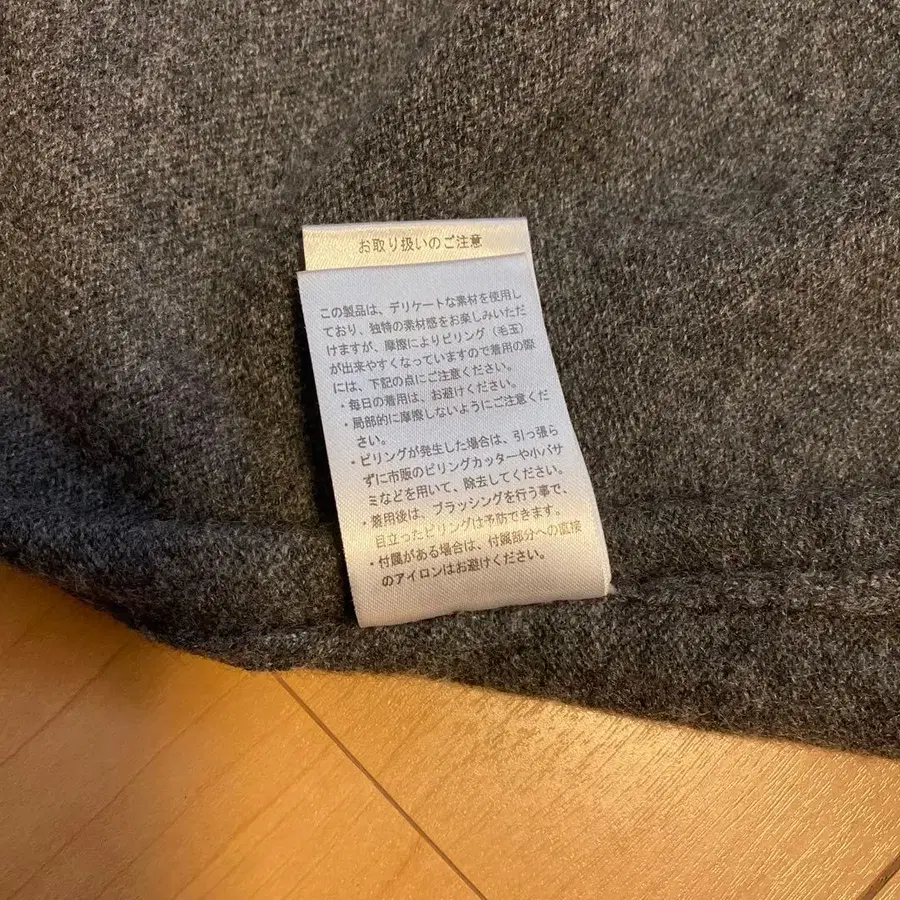 お取り扱いのご注意
この製品は、デリケートな素材を使用し
ており、独特の素材感をお楽しみいただ
けますが、摩擦によりピリング（毛玉）
が出来やすくなっていますので着用の際
には、下記の点にご注意ください。
・毎日の着用は、お避けください。
・局部的に摩擦しないようにご注意くだ
さい。
・ピリングが発生した場合は、引っ張ら
ずに市販のピリングカッターや小バサ
ミなどを用いて、除去してください。
・着用後は、ブラッシングを行う事で、
目立ったピリングは予防できます。
・付属がある場合は、付属部分への直接
のアイロンはお避けください。